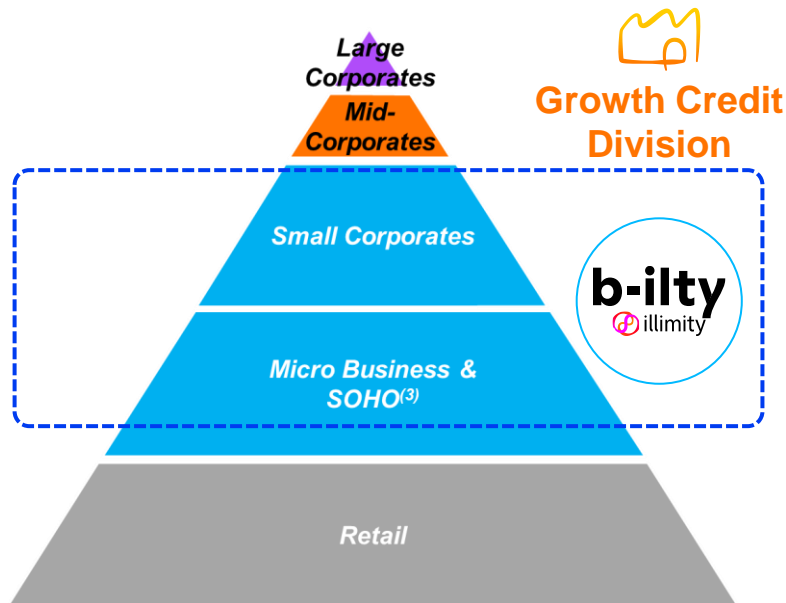 Large
Corporates
Mid-
Corporates
Growth Credit
Division
Small Corporates
b-ilty
illimity
Micro Business &
SOHO(3)
Retail